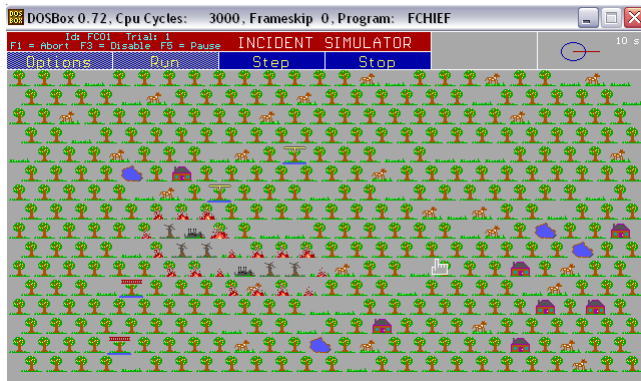 DOSBox 0.72, Cpu Cycles: 3000, Frameskip 0, Program: FCHIEF
Id: FC01 Trial: 1
F1 = Abort F3 = Disable F5 = Pause
INCIDENT SIMULATOR
10 s
Options Run Step Stop